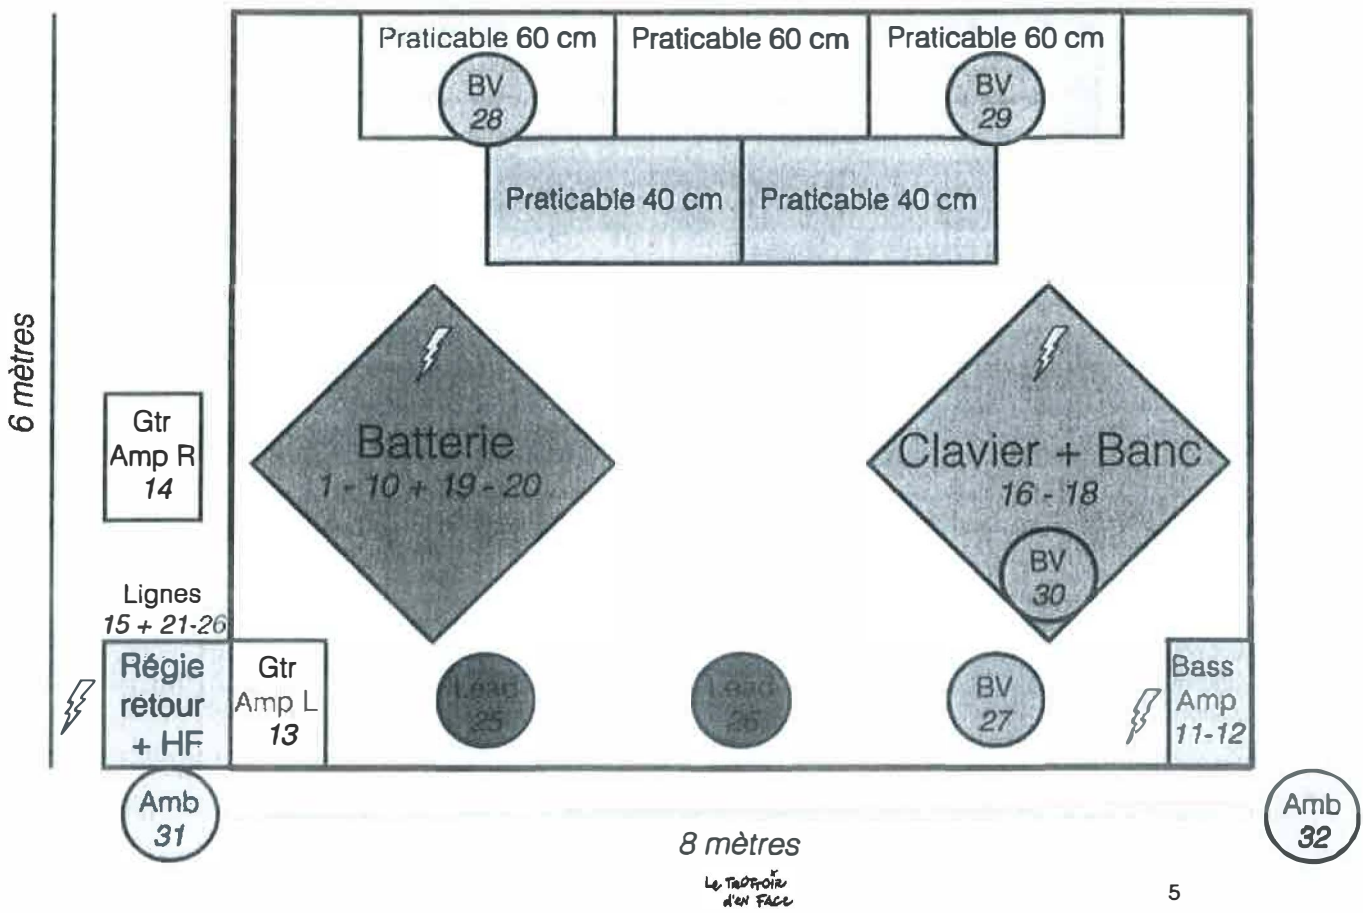 Praticable 60 cm
Praticable 60 cm
Praticable 60 cm
BV
28
BV
29
Praticable 40 cm
Praticable 40 cm
6 mètres
Gtr
Amp R
14
Batterie
1 - 10 + 19 - 20
Clavier + Banc
16 - 18
BV
30
Lignes
15 + 21-26
Régie
retour
+ HF
Gtr
Amp L
13
Lead
25
Lead
26
BV
27
Bass
Amp
11-12
Amb
31
Amb
32
8 mètres
Le TROTTOIR
d'EN FACE
5